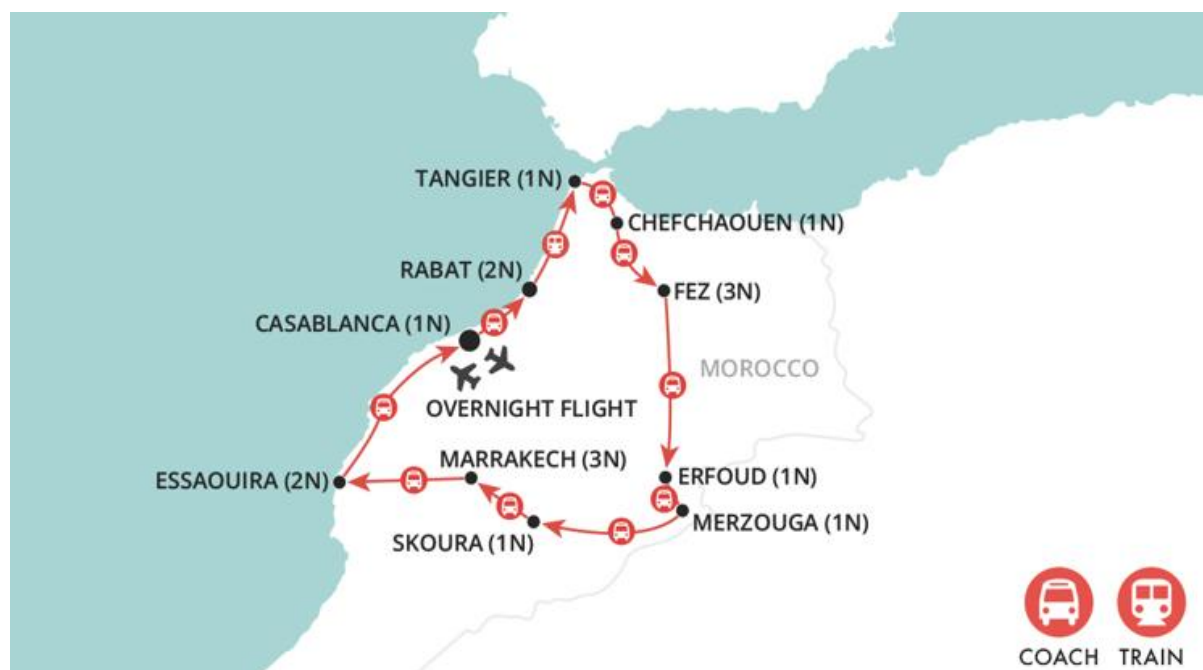 TANGIER (1N)
CHEFCHAOUEN (1N)
RABAT (2N)
FEZ (3N)
CASABLANCA (1N)
MOROCCO
OVERNIGHT FLIGHT
MARRAKECH (3N)
ESSAOUIRA (2N)
ERFOUD (1N)
MERZOUGA (1N)
SKOURA (1N)
COACH TRAIN